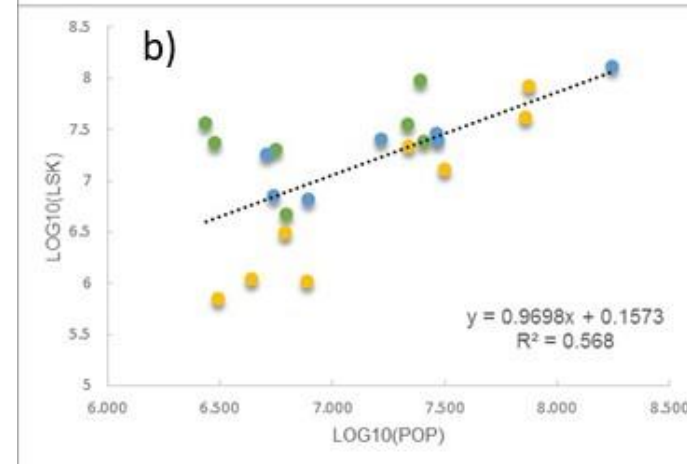 b)
8.5
8
7.5
7
6.5
6
5.5
5
LOG10(LSK)
y = 0.9698x + 0.1573
R² = 0.568
6.000 6.500 7.000 7.500 8.000 8.500
LOG10(POP)